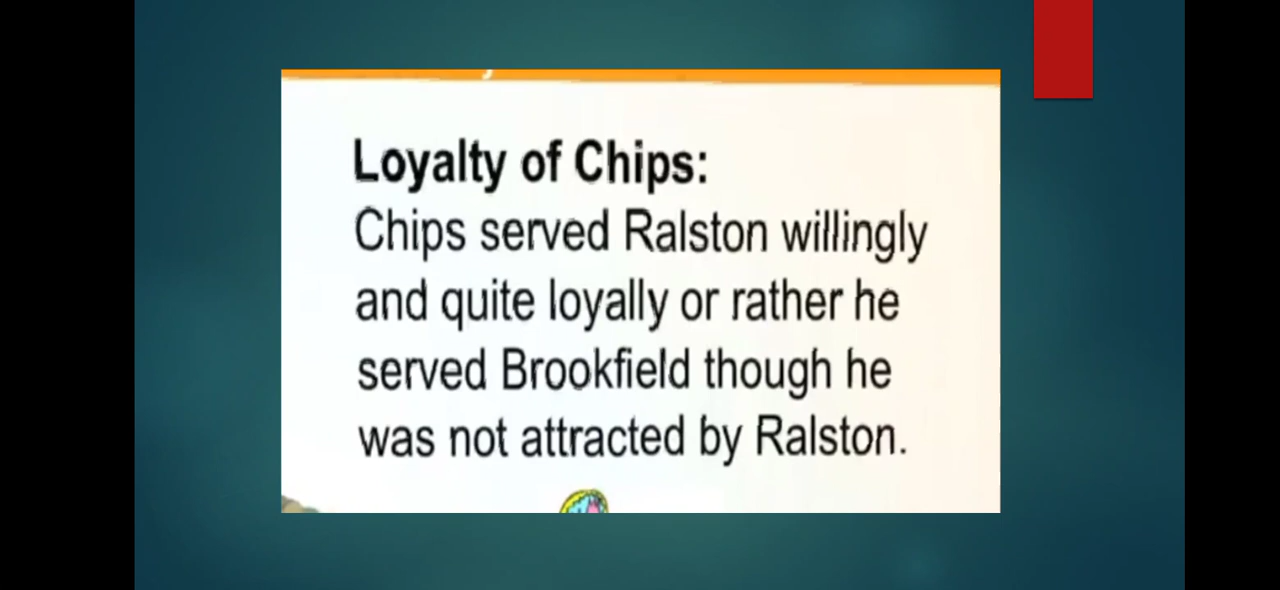 Loyalty of Chips:
Chips served Ralston willingly
and quite loyally or rather he
served Brookfield though he
was not attracted by Ralston.